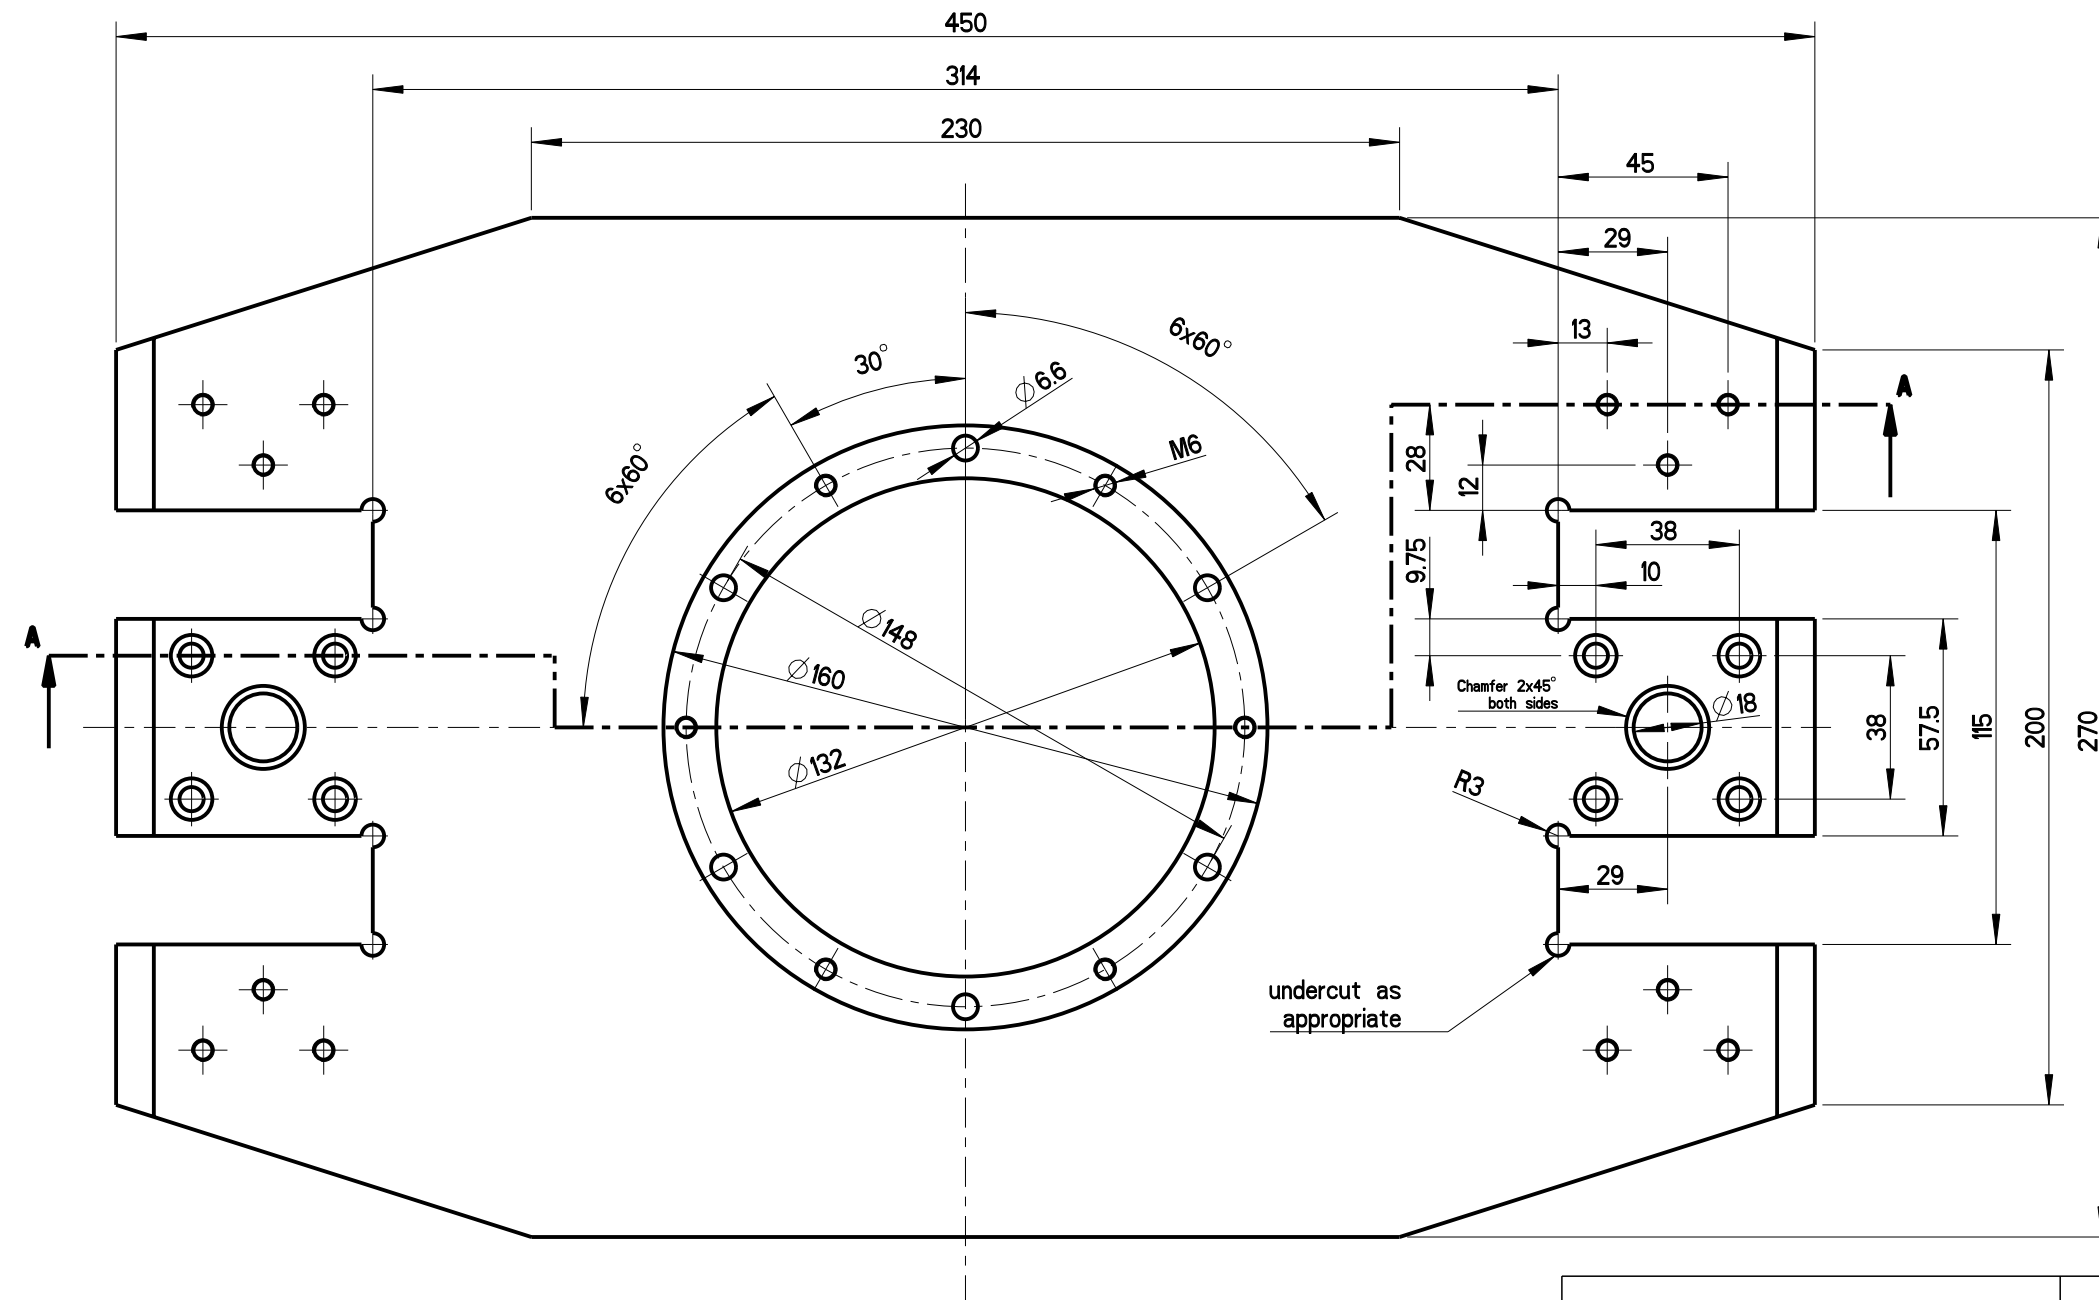 450
314
230
45
29
13
6x60°
30°
⌀6.6
A
6x60°
M6
28
12
38
9.75
10
⌀148
A
⌀160
Chamfer 2x45°
both sides
⌀18
38
57.5
115
200
270
⌀132
R3
29
undercut as
appropriate